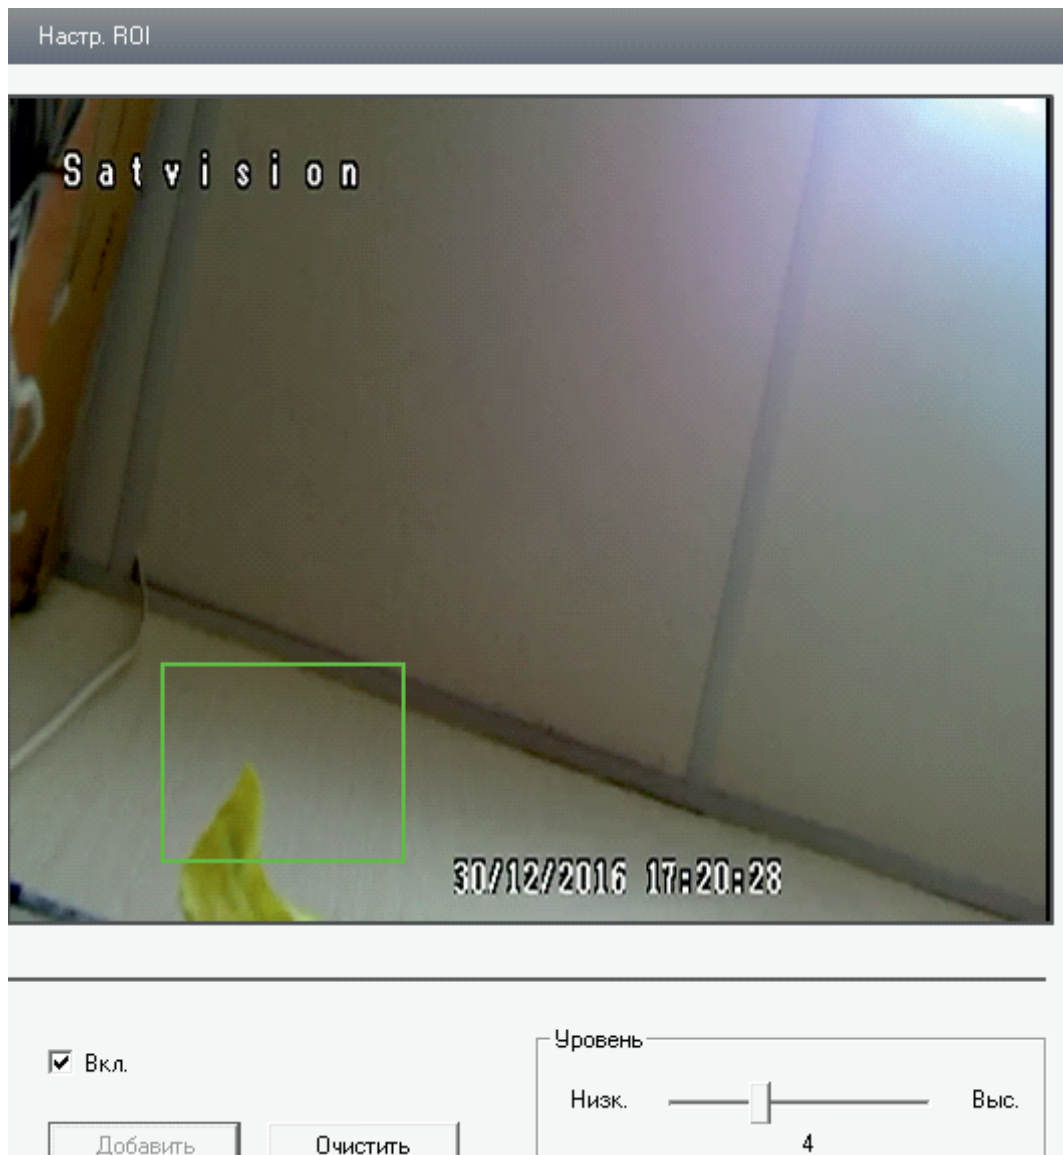 Настр. ROI
Satvision
30/12/2016 17:20:28
Вкл.
Уровень
Низк.
Выс.
4
Добавить
Очистить